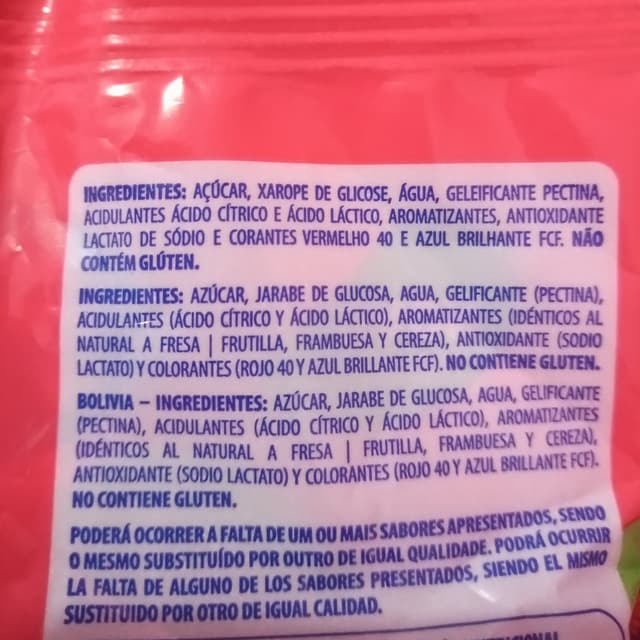 INGREDIENTES: AÇÚCAR, XAROPE DE GLICOSE, ÁGUA, GELEIFICANTE PECTINA,
ACIDULANTES ÁCIDO CÍTRICO E ÁCIDO LÁCTICO, AROMATIZANTES, ANTIOXIDANTE
LACTATO DE SÓDIO E CORANTES VERMELHO 40 E AZUL BRILHANTE FCF. NÃO
CONTÉM GLÚTEN.
INGREDIENTES: AZÚCAR, JARABE DE GLUCOSA, AGUA, GELIFICANTE (PECTINA),
ACIDULANTES (ÁCIDO CÍTRICO Y ÁCIDO LÁCTICO), AROMATIZANTES (IDÉNTICOS AL
NATURAL A FRESA | FRUTILLA, FRAMBUESA Y CEREZA), ANTIOXIDANTE (SODIO
LACTATO) Y COLORANTES (ROJO 40 Y AZUL BRILLANTE FCF). NO CONTIENE GLUTEN.
BOLIVIA – INGREDIENTES: AZÚCAR, JARABE DE GLUCOSA, AGUA, GELIFICANTE
(PECTINA), ACIDULANTES (ÁCIDO CÍTRICO Y ÁCIDO LÁCTICO), AROMATIZANTES
(IDÉNTICOS AL NATURAL A FRESA | FRUTILLA, FRAMBUESA Y CEREZA),
ANTIOXIDANTE (SODIO LACTATO) Y COLORANTES (ROJO 40 Y AZUL BRILLANTE FCF).
NO CONTIENE GLUTEN.
PODERÁ OCORRER A FALTA DE UM OU MAIS SABORES APRESENTADOS, SENDO
O MESMO SUBSTITUÍDO POR OUTRO DE IGUAL QUALIDADE. PODRÁ OCURRIR
LA FALTA DE ALGUNO DE LOS SABORES PRESENTADOS, SIENDO EL MISMO
SUSTITUIDO POR OTRO DE IGUAL CALIDAD.